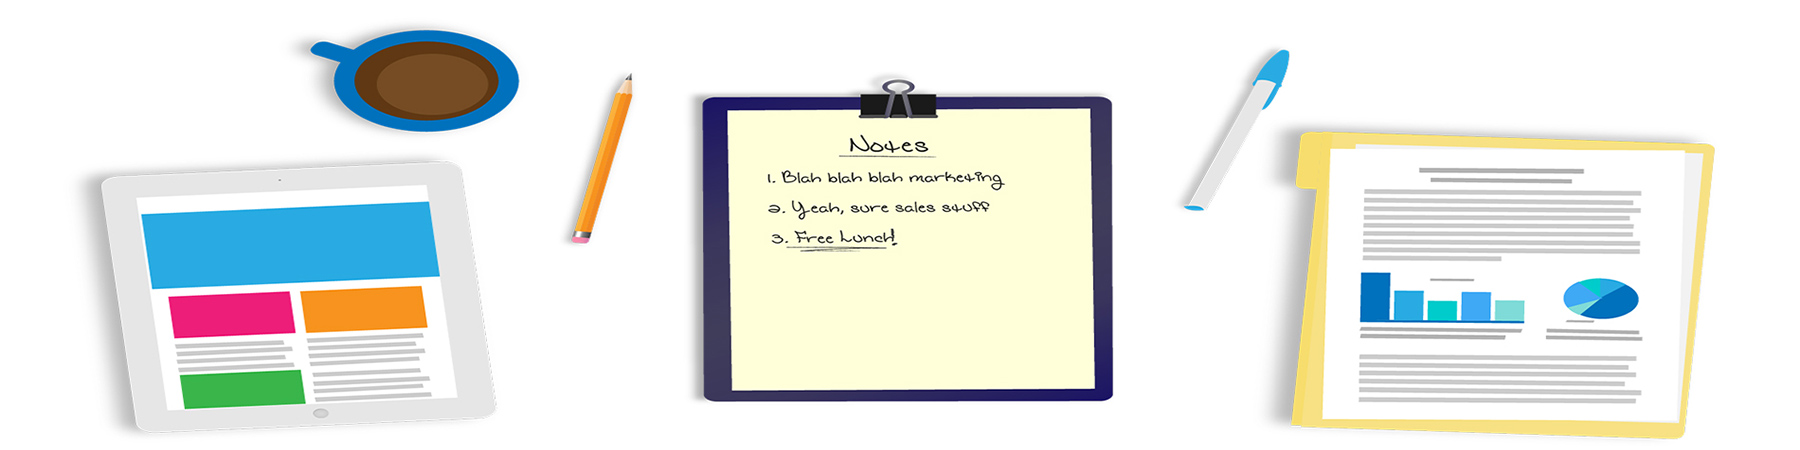 Notes
1. Blah blah blah marketing
2. Yeah, sure sales stuff
3. Free Lunch!